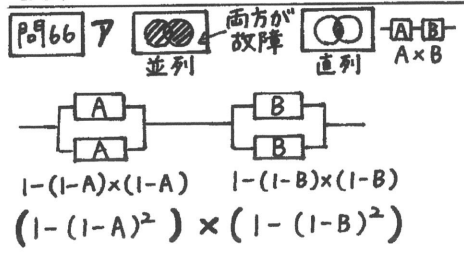 問66 ア 並列 両方が故障 直列 A B
A×B
A B
A B
1-(1-A)×(1-A) 1-(1-B)×(1-B)
(1-(1-A)²)×(1-(1-B)²)